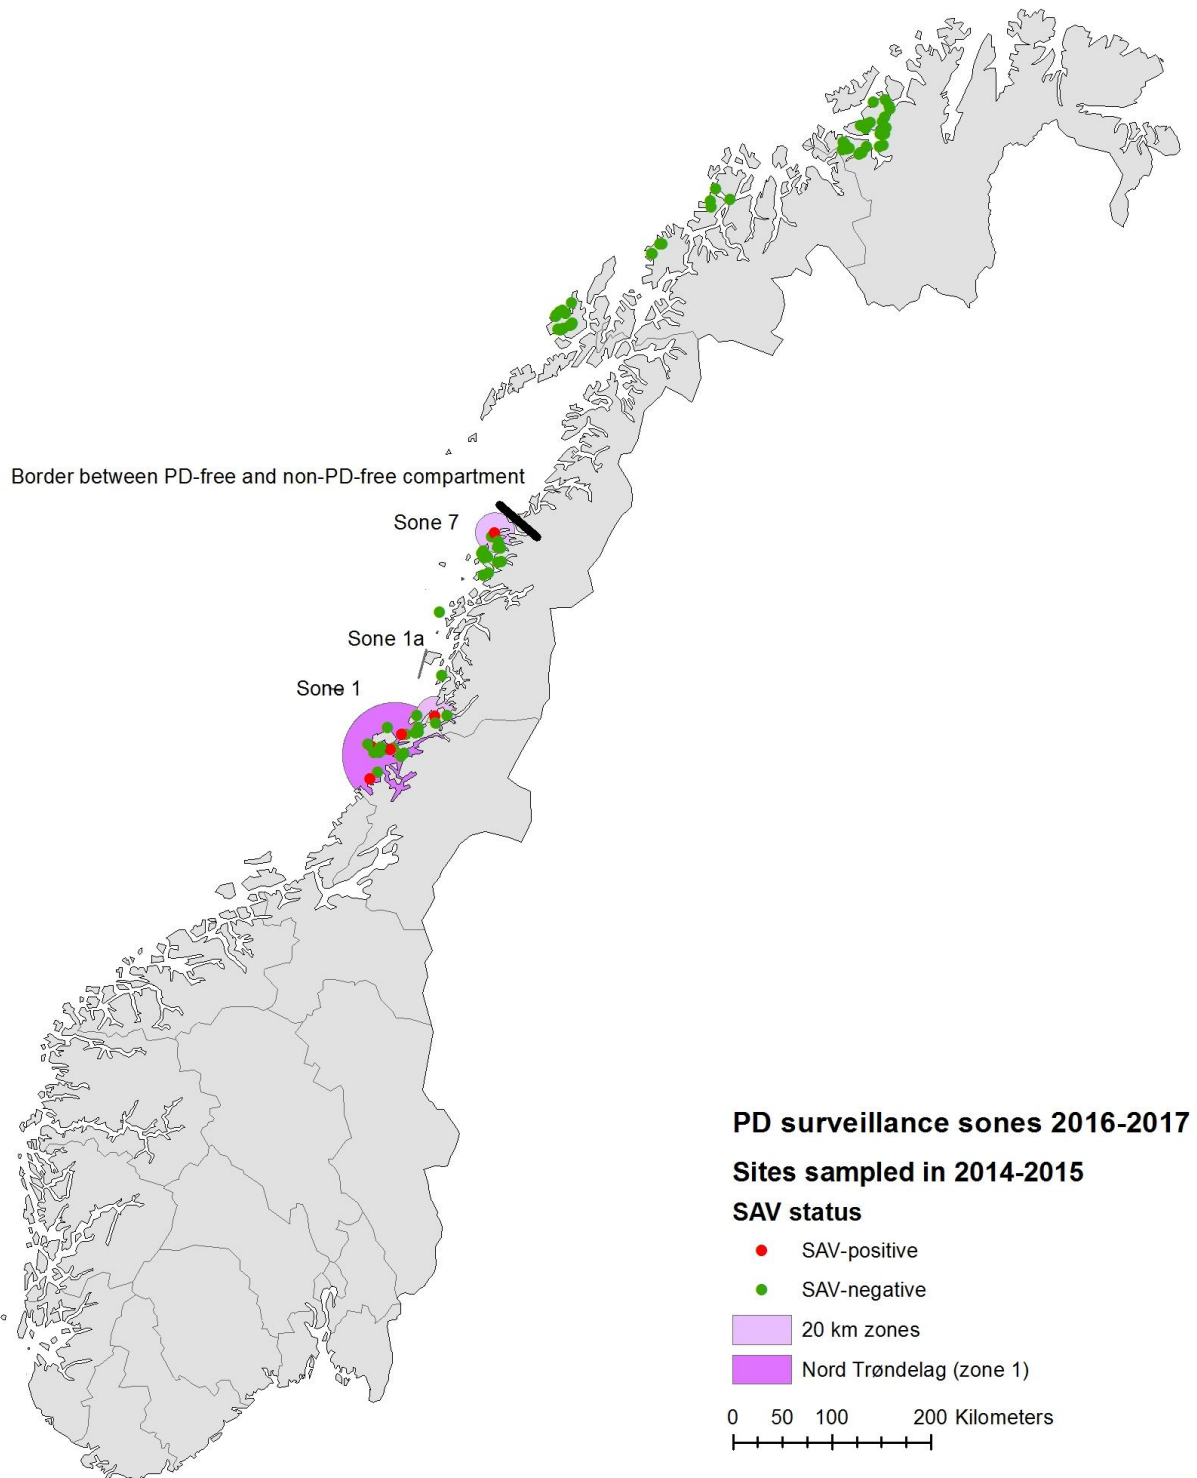 Border between PD-free and non-PD-free compartment
Sone 7
Sone 1a
Sone 1
PD surveillance sones 2016-2017
Sites sampled in 2014-2015
SAV status
SAV-positive
SAV-negative
20 km zones
Nord Trøndelag (zone 1)
0 50 100 200 Kilometers